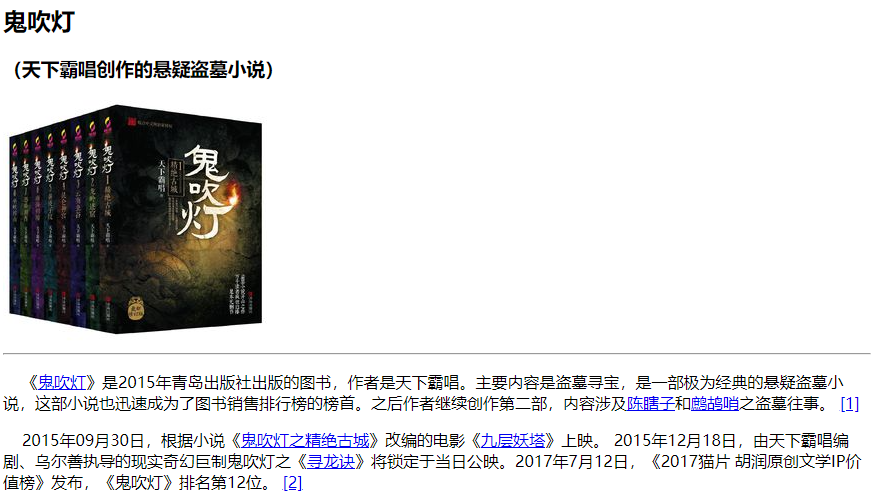 鬼吹灯
（天下霸唱创作的悬疑盗墓小说）
鬼吹灯
精绝古城
天下霸唱
《鬼吹灯》是2015年青岛出版社出版的图书，作者是天下霸唱。主要内容是盗墓寻宝，是一部极为经典的悬疑盗墓小
说，这部小说也迅速成为了图书销售排行榜的榜首。之后作者继续创作第二部，内容涉及陈瞎子和鹧鸪哨之盗墓往事。 [1]
2015年09月30日，根据小说《鬼吹灯之精绝古城》改编的电影《九层妖塔》上映。 2015年12月18日，由天下霸唱编
剧、乌尔善执导的现实奇幻巨制鬼吹灯之《寻龙诀》将锁定于当日公映。2017年7月12日，《2017猫片 胡润原创文学IP价
值榜》发布，《鬼吹灯》排名第12位。 [2]